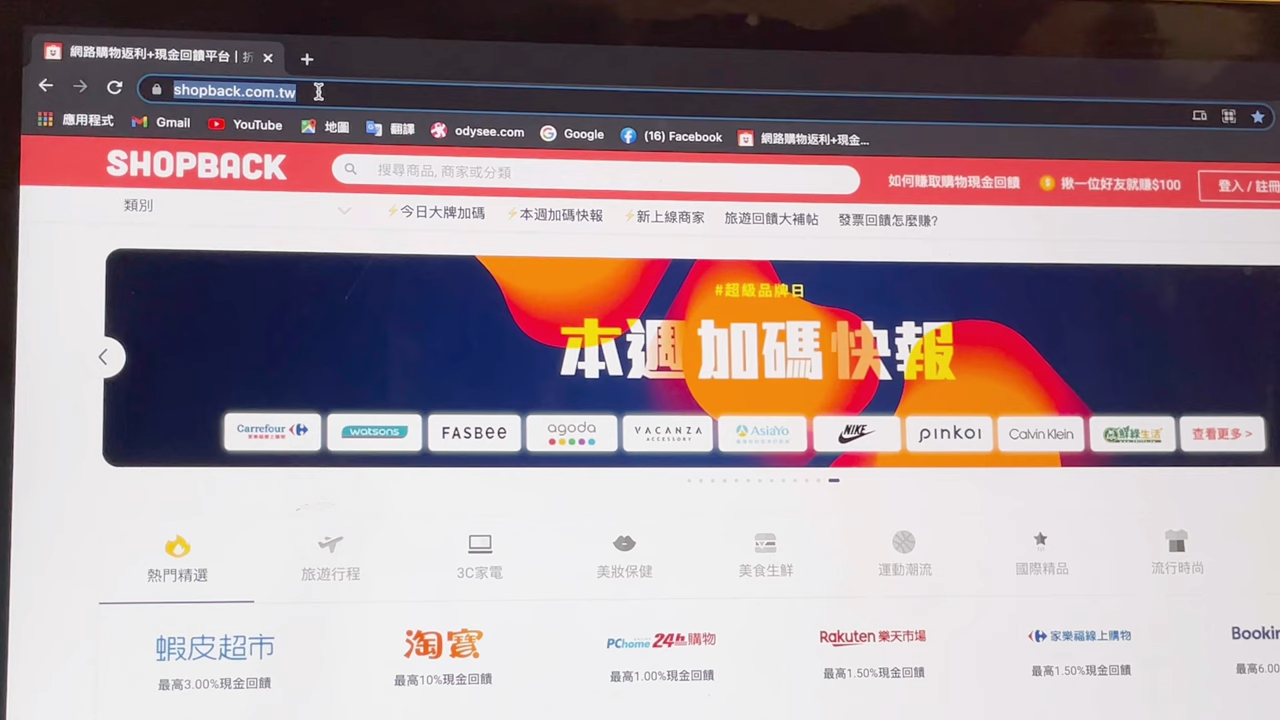 網路購物返利+現金回饋平台 | 折
shopback.com.tw
應用程式 Gmail YouTube 地圖 翻譯 odysee.com Google (16) Facebook 網路購物返利+現金...
SHOPBACK 搜尋商品, 商家或分類 如何賺取購物現金回饋 揪一位好友就賺$100 登入 / 註冊
類別 ⚡今日大牌加碼 ⚡本週加碼快報 ⚡新上線商家 旅遊回饋大補帖 發票回饋怎麼賺?
#超級品牌日
本週加碼快報
Carrefour watsons FASBEE agoda VACANZA ACCESSORY AsiaYo NIKE pinkoi Calvin Klein 綠生活 查看更多 >
熱門精選 旅遊行程 3C家電 美妝保健 美食生鮮 運動潮流 國際精品 流行時尚
蝦皮超市 淘寶 PChome 24h購物 Rakuten 樂天市場 家樂福線上購物 Bookin
最高3.00%現金回饋 最高10%現金回饋 最高1.00%現金回饋 最高1.50%現金回饋 最高1.50%現金回饋 最高6.00